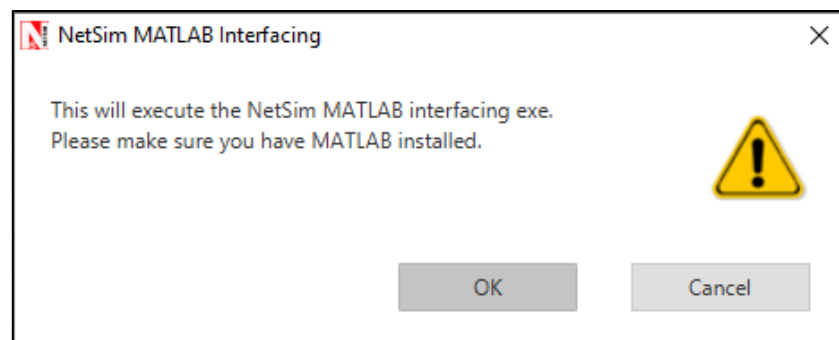 NetSim MATLAB Interfacing
This will execute the NetSim MATLAB interfacing exe.
Please make sure you have MATLAB installed.
OK
Cancel